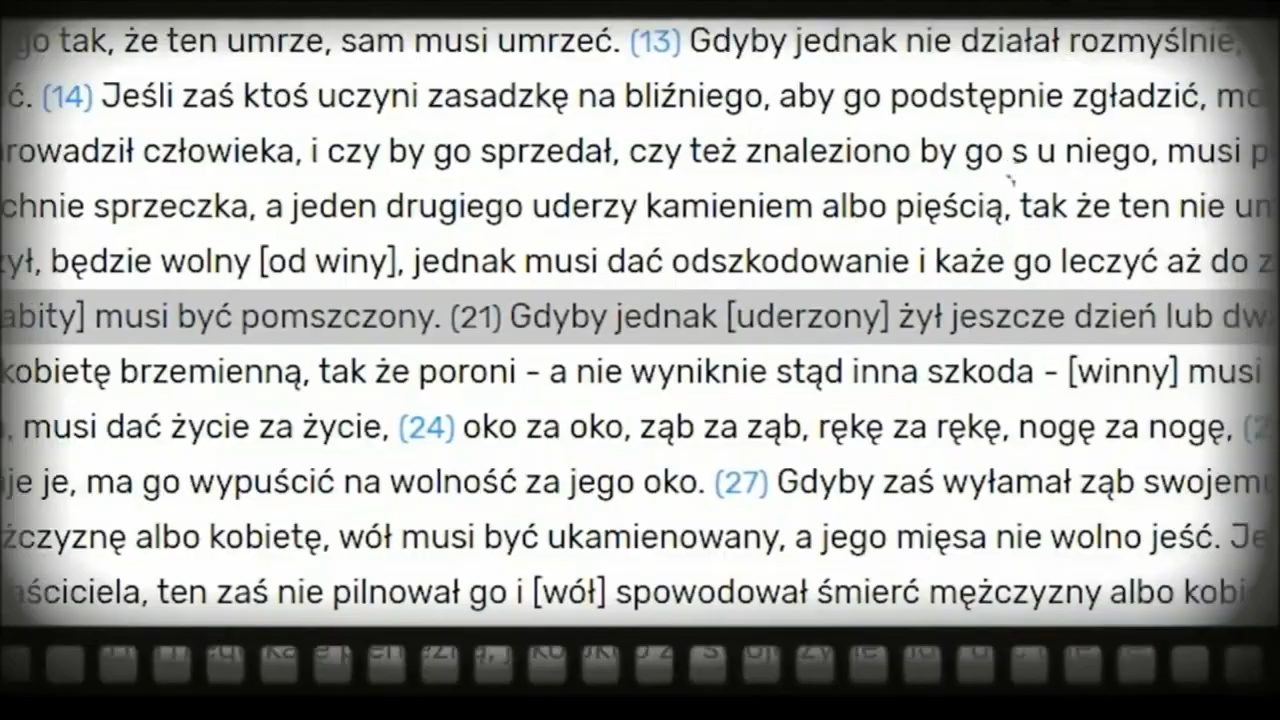 go tak, że ten umrze, sam musi umrzeć. (13) Gdyby jednak nie działał rozmyślnie,
ć. (14) Jeśli zaś ktoś uczyni zasadzkę na bliźniego, aby go podstępnie zgładzić,
rowadził człowieka, i czy by go sprzedał, czy też znaleziono by go s u niego, musi
chnie sprzeczka, a jeden drugiego uderzy kamieniem albo pięścią, tak że ten nie
ył, będzie wolny [od winy], jednak musi dać odszkodowanie i każe go leczyć aż do
abity] musi być pomszczony. (21) Gdyby jednak [uderzony] żył jeszcze dzień lub
kobietę brzemienną, tak że poroni - a nie wyniknie stąd inna szkoda - [winny] musi
, musi dać życie za życie, (24) oko za oko, ząb za ząb, rękę za rękę, nogę za nogę,
je je, ma go wypuścić na wolność za jego oko. (27) Gdyby zaś wyłamał ząb swojemu
żczyznę albo kobietę, wół musi być ukamienowany, a jego mięsa nie wolno jeść. Je
aściciela, ten zaś nie pilnował go i [wół] spowodował śmierć mężczyzny albo kobi